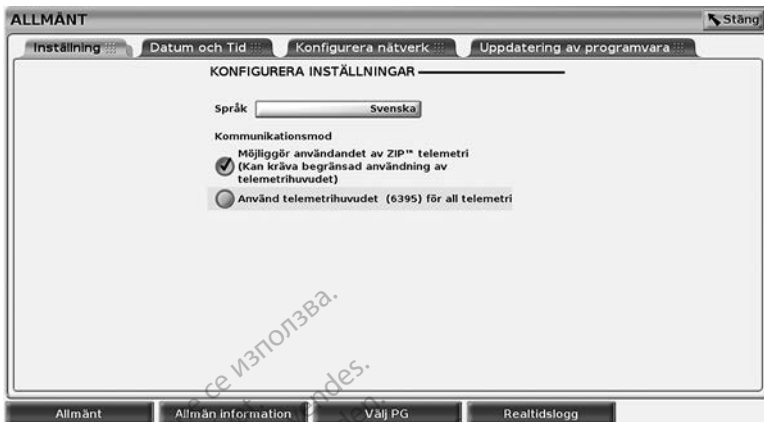 ALLMÄNT
Stäng
Inställning
Datum och Tid
Konfigurera nätverk
Uppdatering av programvara
KONFIGURERA INSTÄLLNINGAR
Språk Svenska
Kommunikationsmod
Möjliggör användandet av ZIP™ telemetri
(Kan kräva begränsad användning av
telemetrihuvudet)
Använd telemetrihuvudet (6395) för all telemetri
се използва.
Allmänt
Allmän information
Välj PG
Realtidslogg